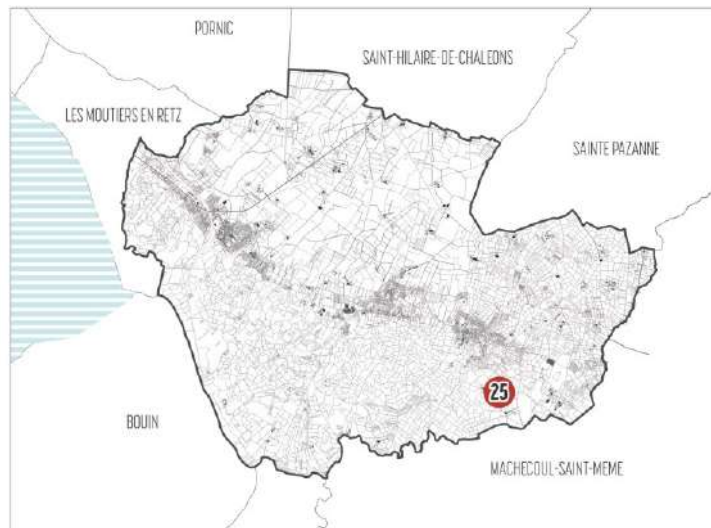 PORNIC
SAINT-HILAIRE-DE-CHALEONS
LES MOUTIERS EN RETZ
SAINTE PAZANNE
25
BOUIN
MACHECOUL-SAINT-MEME